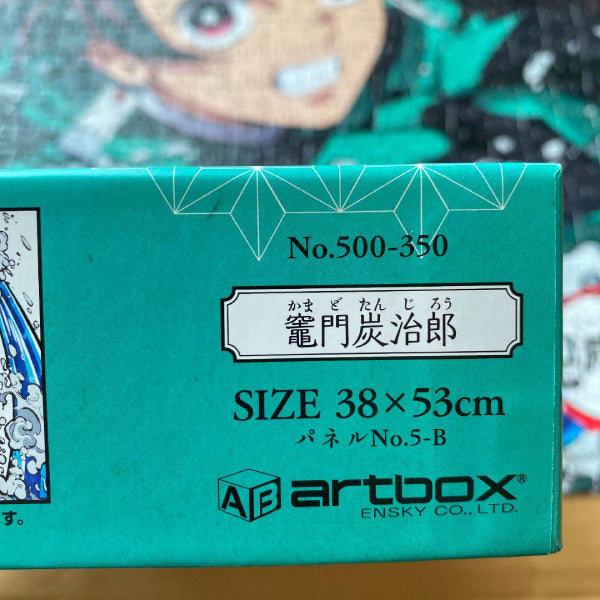 No.500-350
かまどたんじろう
竈門炭治郎
SIZE 38×53cm
パネルNo.5-B
AB artbox®
ENSKY CO., LTD.
す。